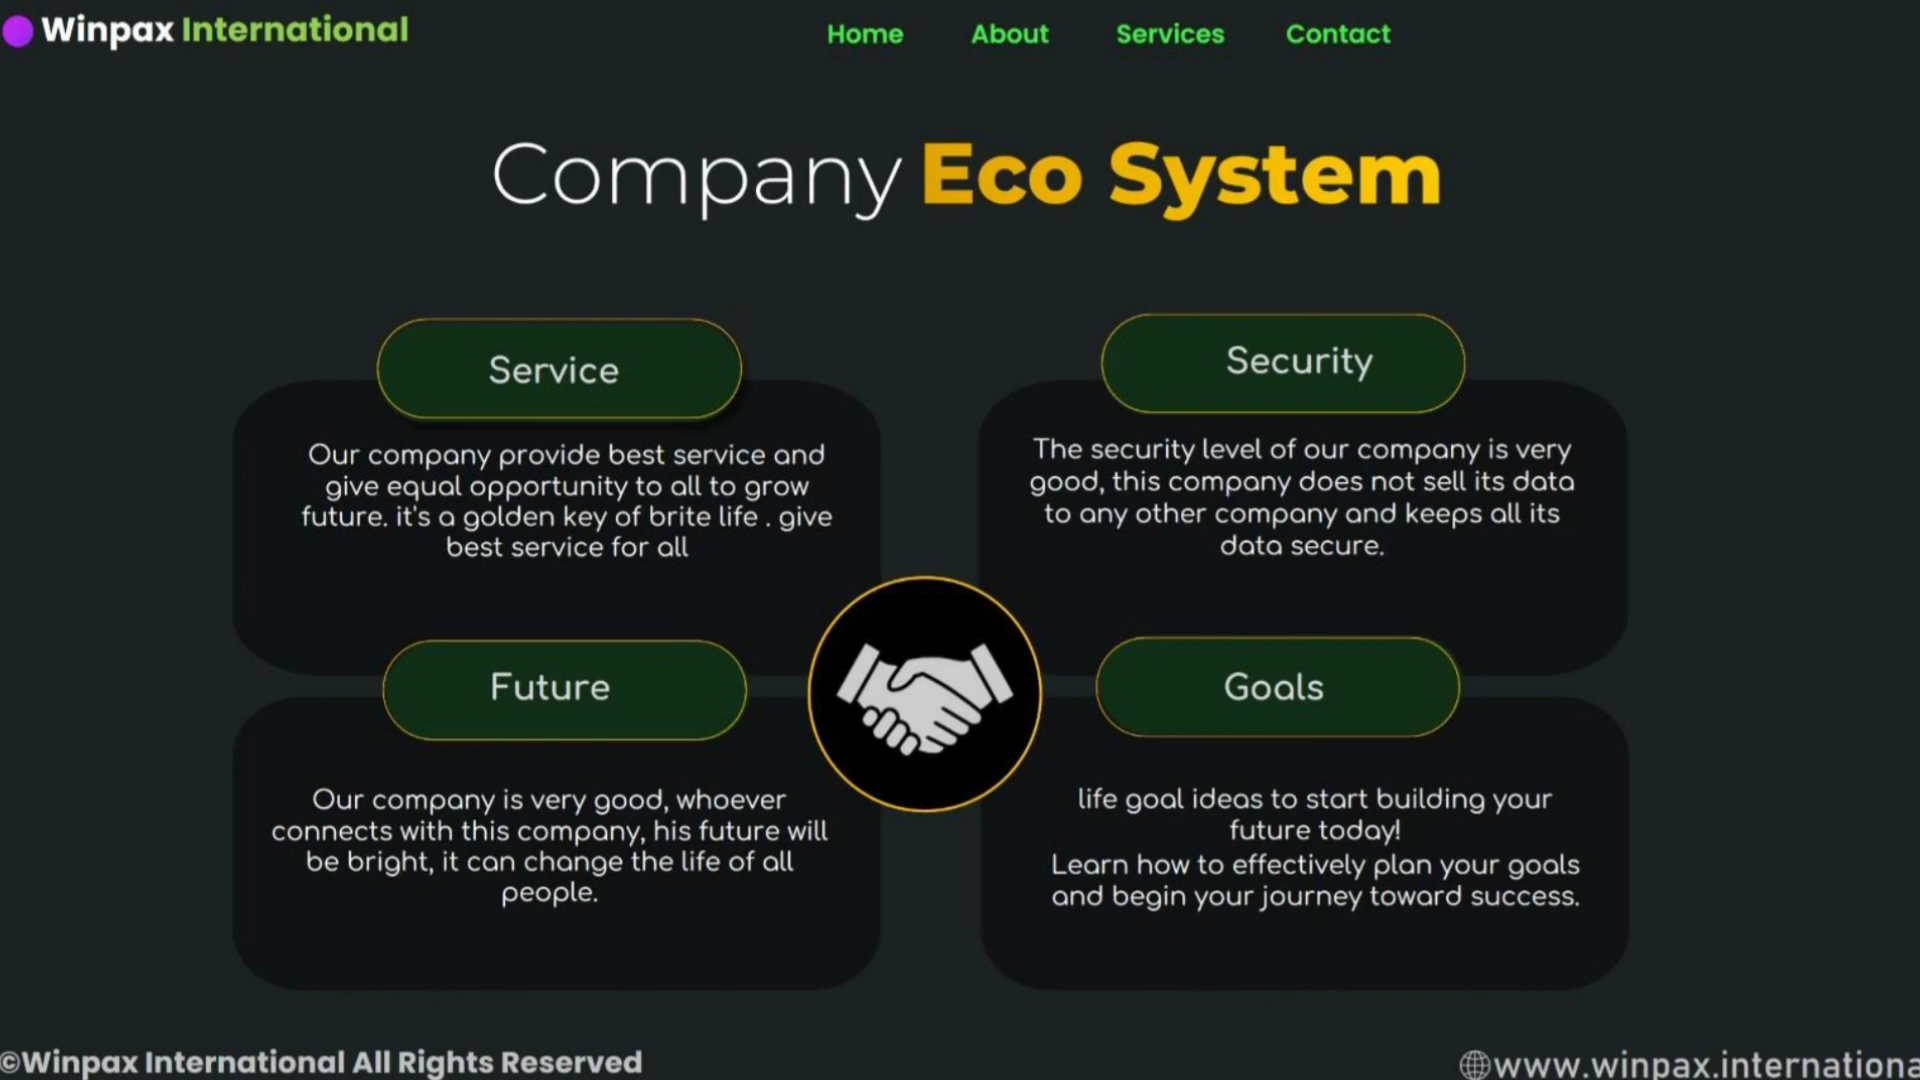 Winpax International
Home About Services Contact
Company Eco System
Service
Our company provide best service and
give equal opportunity to all to grow
future. it's a golden key of brite life . give
best service for all
Security
The security level of our company is very
good, this company does not sell its data
to any other company and keeps all its
data secure.
Future
Our company is very good, whoever
connects with this company, his future will
be bright, it can change the life of all
people.
Goals
life goal ideas to start building your
future today!
Learn how to effectively plan your goals
and begin your journey toward success.
©Winpax International All Rights Reserved
www.winpax.internationa